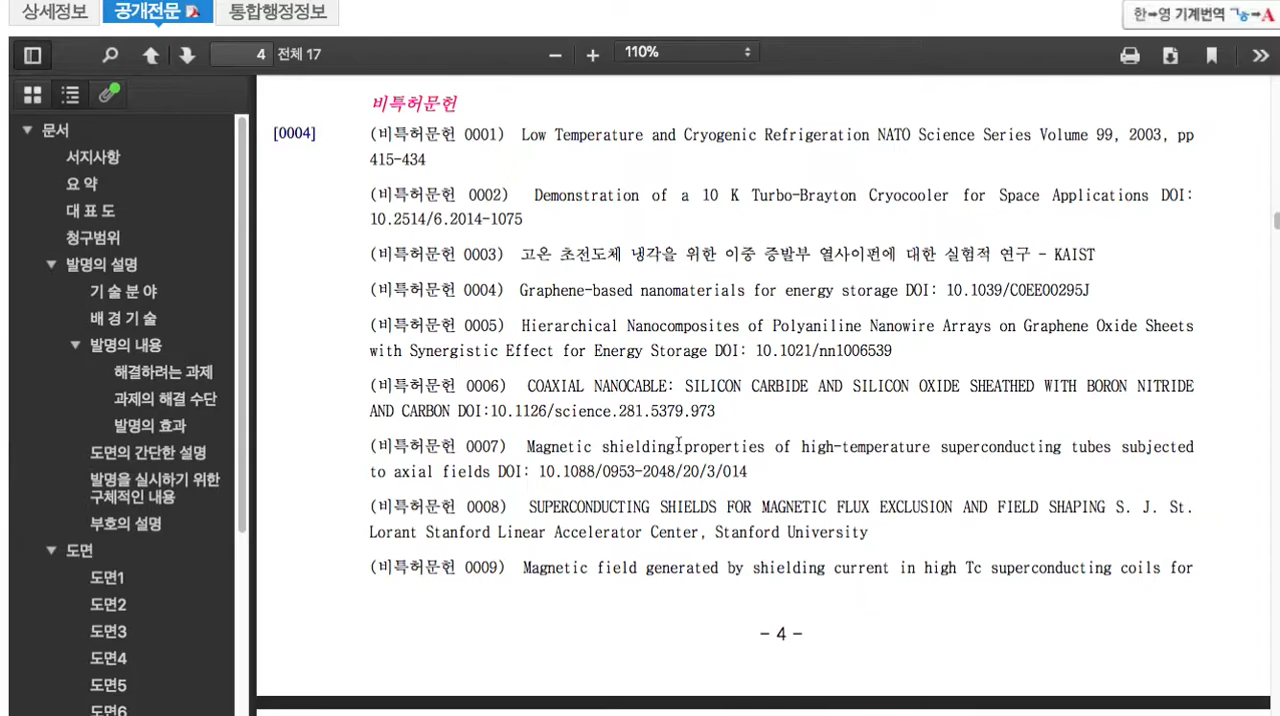 상세정보 공개전문 통합행정정보 한➡영 기계번역
4 전체 17 110%
문서
서지사항
요 약
대 표 도
청구범위
발명의 설명
기 술 분 야
배 경 기 술
발명의 내용
해결하려는 과제
과제의 해결 수단
발명의 효과
도면의 간단한 설명
발명을 실시하기 위한
구체적인 내용
부호의 설명
도면
도면1
도면2
도면3
도면4
도면5
도면6
비특허문헌
[0004] (비특허문헌 0001) Low Temperature and Cryogenic Refrigeration NATO Science Series Volume 99, 2003, pp
415-434
(비특허문헌 0002) Demonstration of a 10 K Turbo-Brayton Cryocooler for Space Applications DOI:
10.2514/6.2014-1075
(비특허문헌 0003) 고온 초전도체 냉각을 위한 이중 증발부 열사이펀에 대한 실험적 연구 - KAIST
(비특허문헌 0004) Graphene-based nanomaterials for energy storage DOI: 10.1039/C0EE00295J
(비특허문헌 0005) Hierarchical Nanocomposites of Polyaniline Nanowire Arrays on Graphene Oxide Sheets
with Synergistic Effect for Energy Storage DOI: 10.1021/nn1006539
(비특허문헌 0006) COAXIAL NANOCABLE: SILICON CARBIDE AND SILICON OXIDE SHEATHED WITH BORON NITRIDE
AND CARBON DOI:10.1126/science.281.5379.973
(비특허문헌 0007) Magnetic shielding properties of high-temperature superconducting tubes subjected
to axial fields DOI: 10.1088/0953-2048/20/3/014
(비특허문헌 0008) SUPERCONDUCTING SHIELDS FOR MAGNETIC FLUX EXCLUSION AND FIELD SHAPING S. J. St.
Lorant Stanford Linear Accelerator Center, Stanford University
(비특허문헌 0009) Magnetic field generated by shielding current in high Tc superconducting coils for
- 4 -